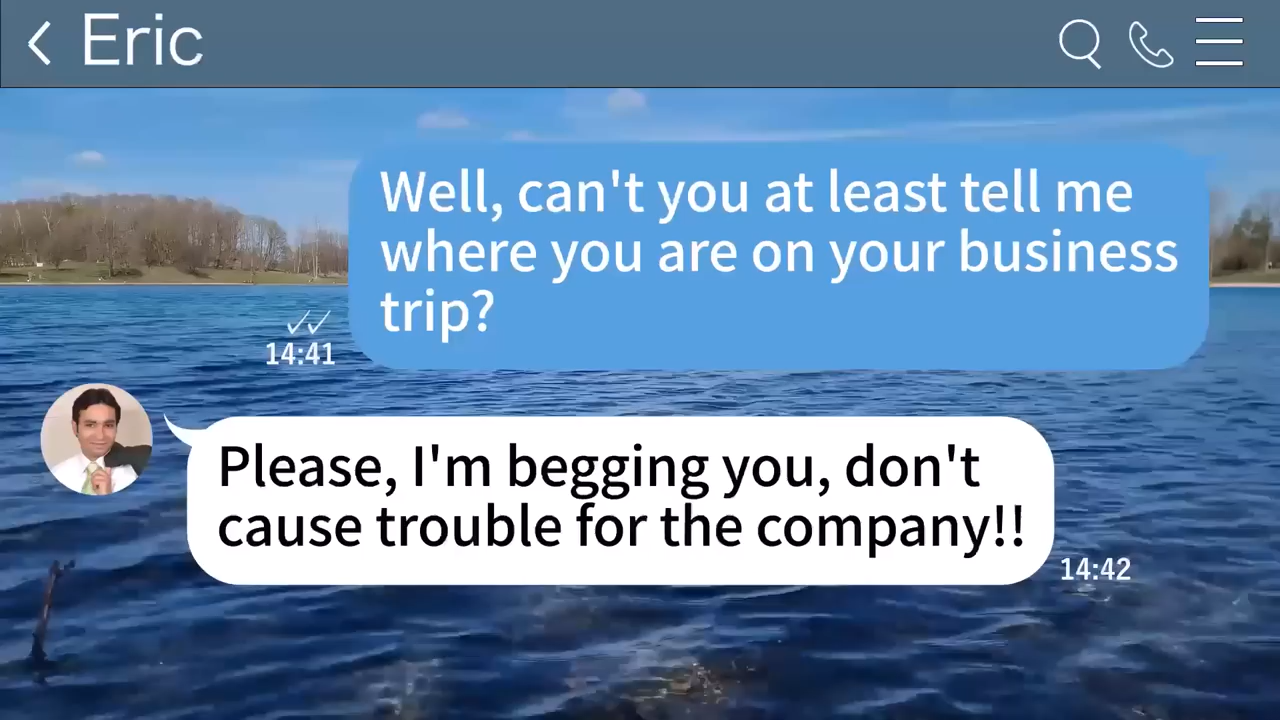 Eric
Well, can't you at least tell me
where you are on your business
trip?
14:41
Please, I'm begging you, don't
cause trouble for the company!!
14:42